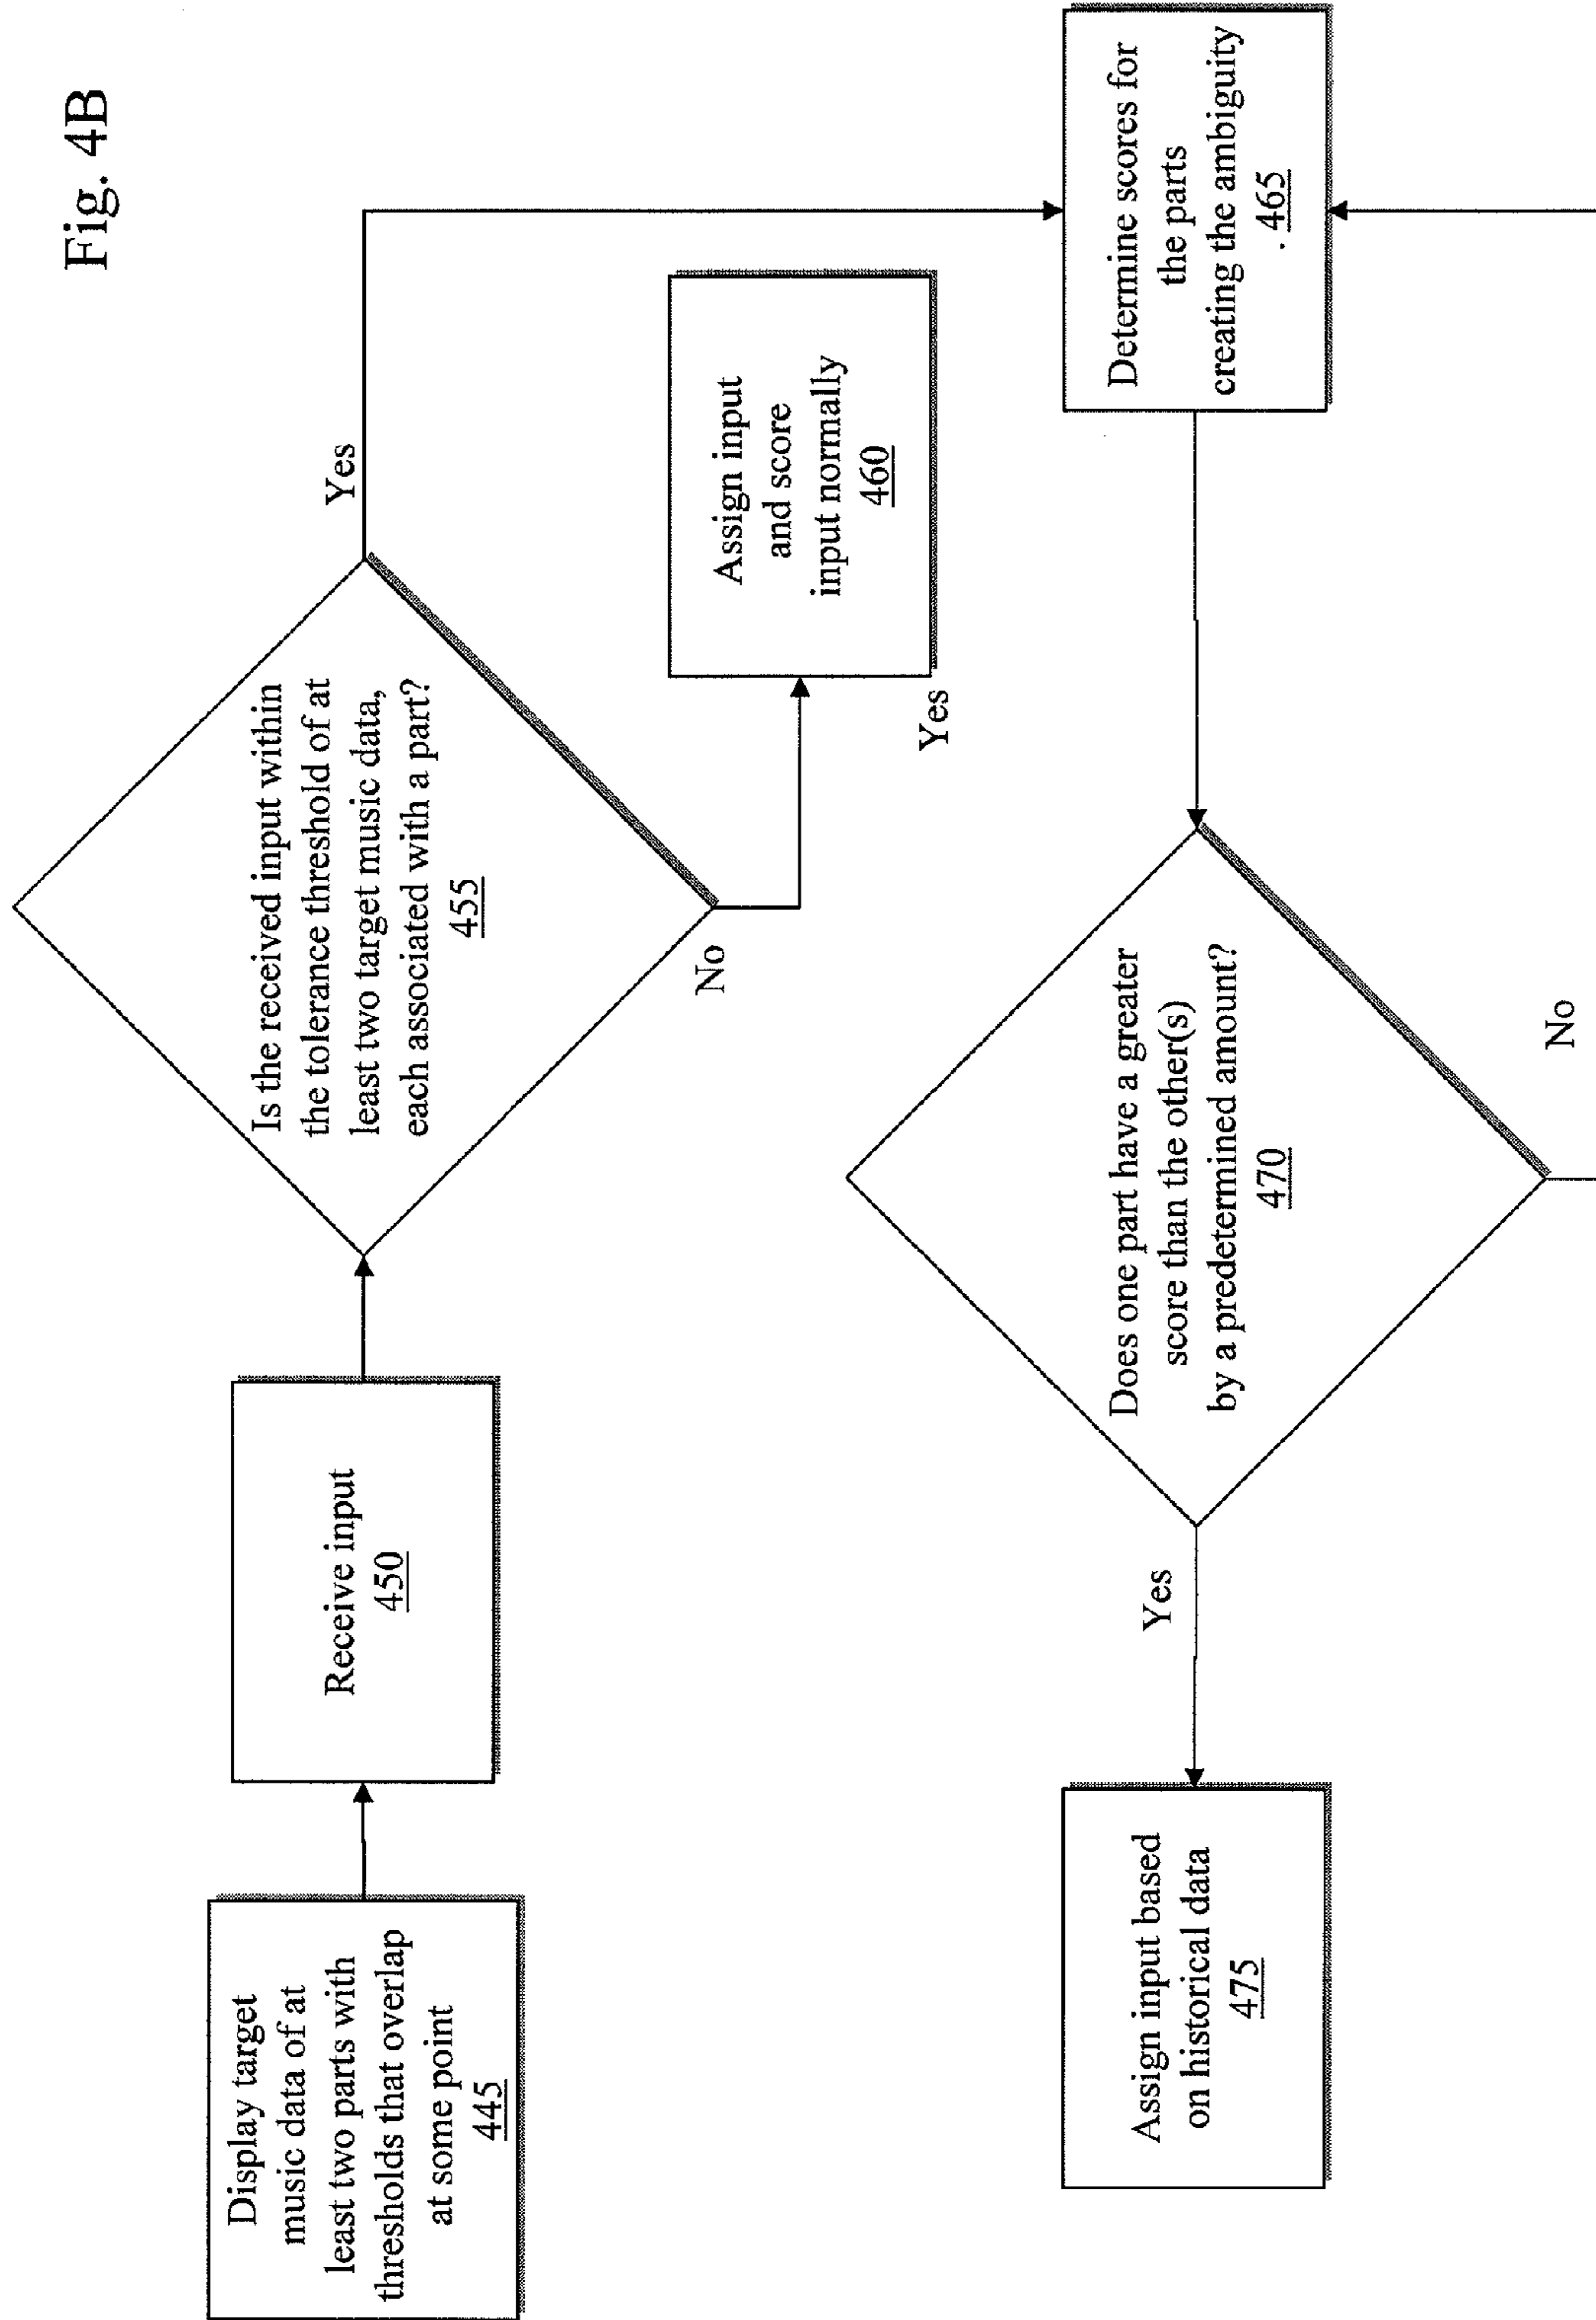 Fig. 4B
Display target
music data of at
least two parts with
thresholds that overlap
at some point
445
Receive input
450
Is the received input within
the tolerance threshold of at
least two target music data,
each associated with a part?
455
Yes
No
Assign input
and score
input normally
460
Yes
Determine scores for
the parts
creating the ambiguity
. 465
Does one part have a greater
score than the other(s)
by a predetermined amount?
470
No
Yes
Assign input based
on historical data
475